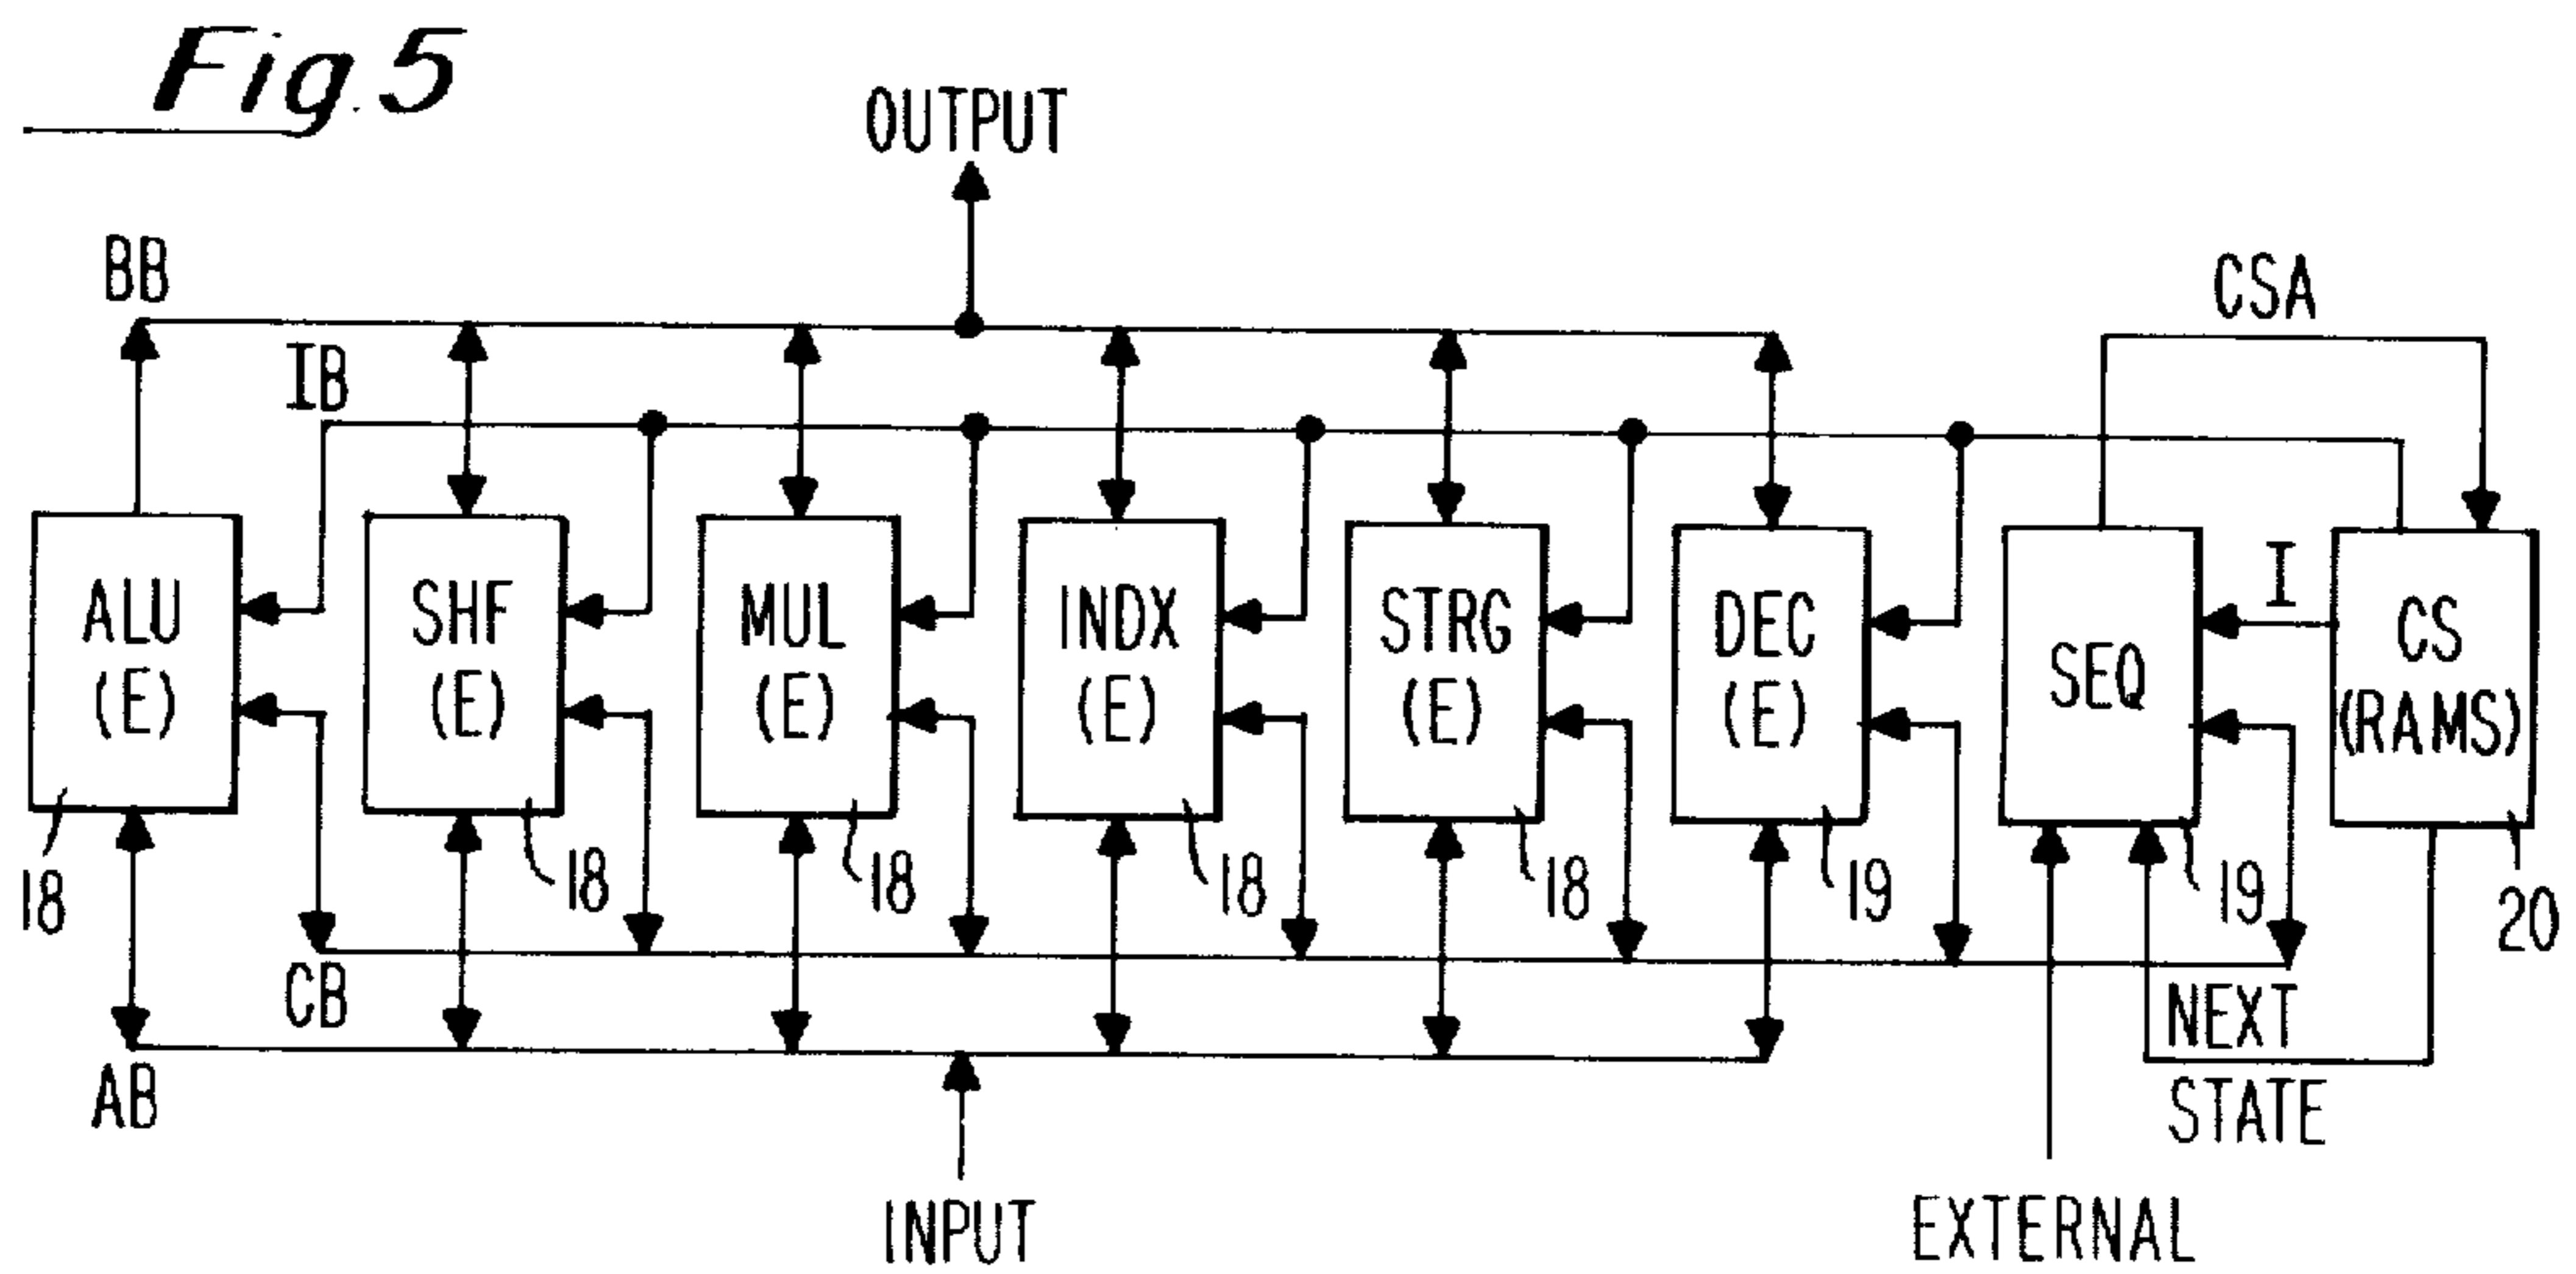 Fig. 5
OUTPUT
BB
IB
CSA
ALU
(E)
SHF
(E)
MUL
(E)
INDX
(E)
STRG
(E)
DEC
(E)
SEQ
I
CS
(RAMS)
18
18
18
18
18
19
19
20
CB
AB
NEXT
STATE
INPUT
EXTERNAL